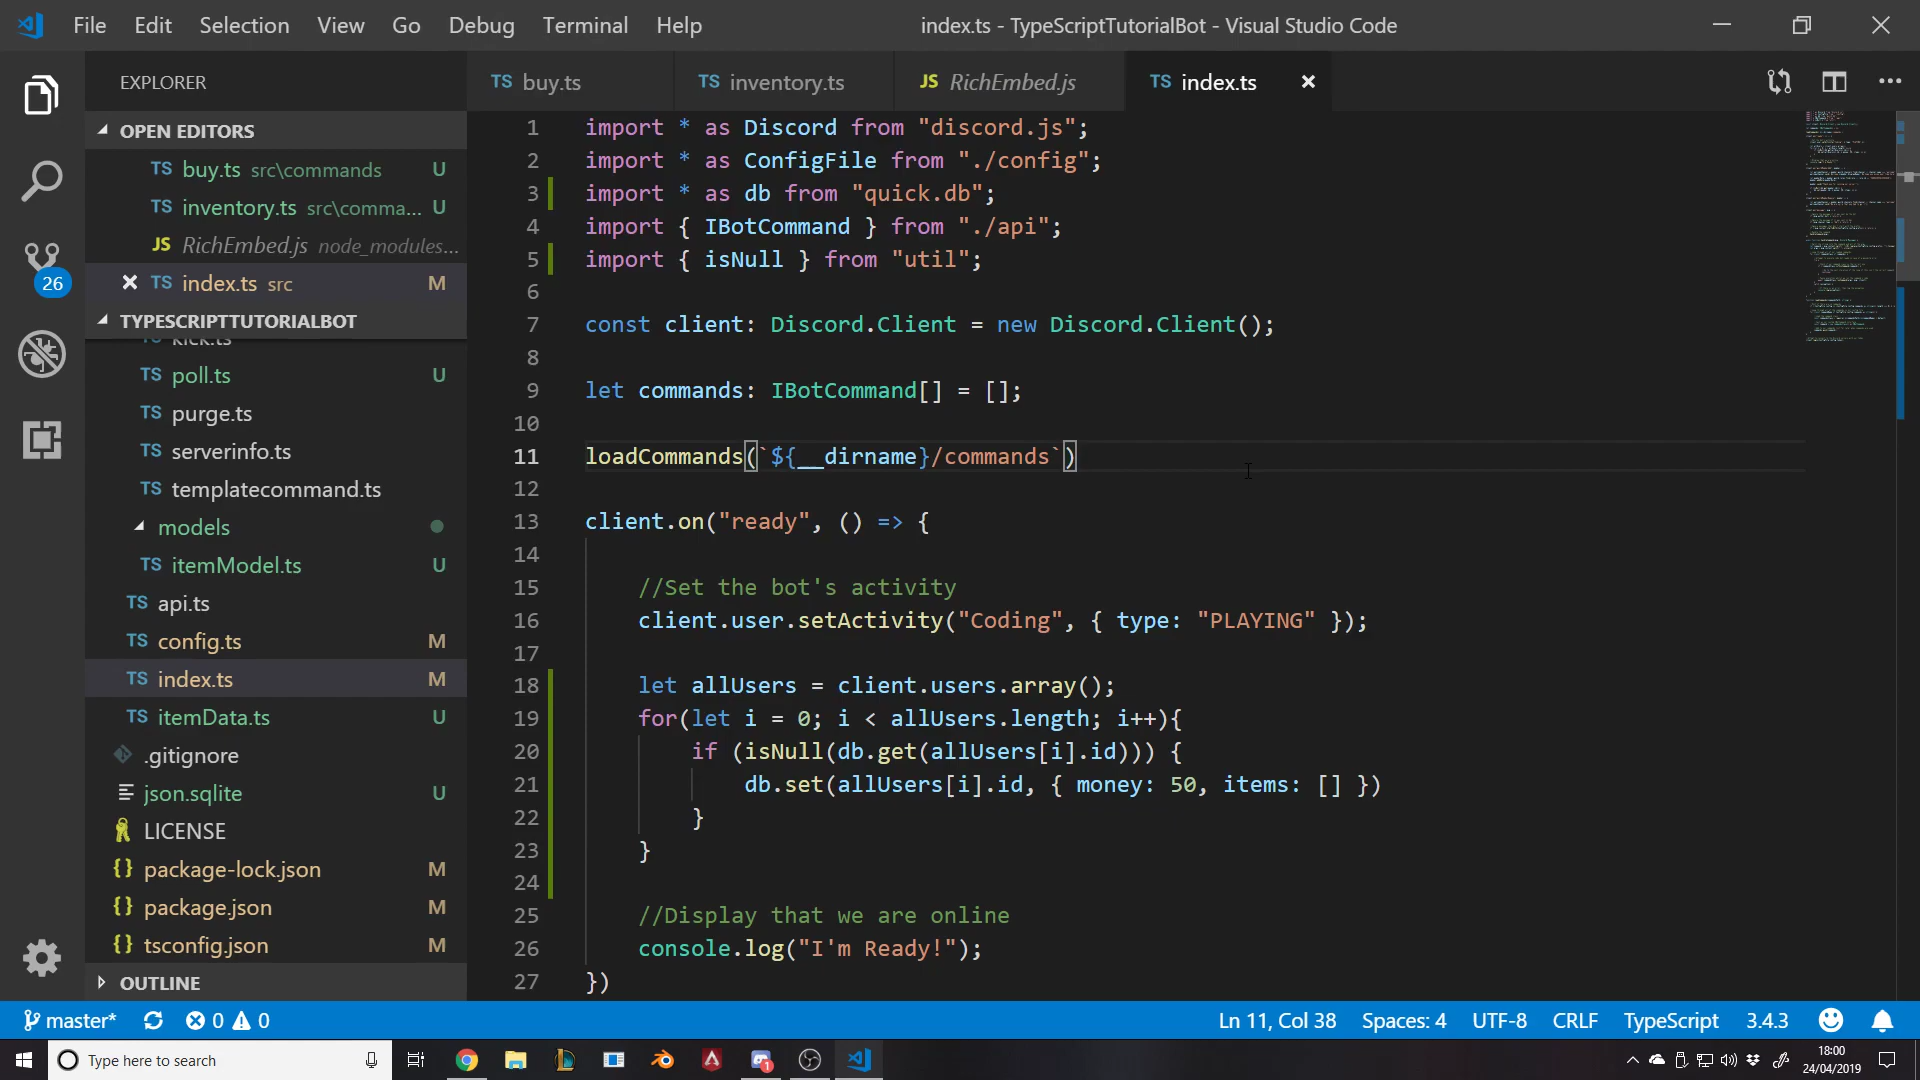 File Edit Selection View Go Debug Terminal Help
index.ts - TypeScriptTutorialBot - Visual Studio Code
EXPLORER
OPEN EDITORS
TS buy.ts src\commands U
TS inventory.ts src\comma... U
JS RichEmbed.js node_modules...
TS index.ts src M
TYPESCRIPTTUTORIALBOT
TS kick.ts
TS poll.ts U
TS purge.ts
TS serverinfo.ts
TS templatecommand.ts
models
TS itemModel.ts U
TS api.ts
TS config.ts M
TS index.ts M
TS itemData.ts U
.gitignore
json.sqlite U
LICENSE
{} package-lock.json M
{} package.json M
{} tsconfig.json M
OUTLINE
26
TS buy.ts
TS inventory.ts
JS RichEmbed.js
TS index.ts
1 import * as Discord from "discord.js";
2 import * as ConfigFile from "./config";
3 import * as db from "quick.db";
4 import { IBotCommand } from "./api";
5 import { isNull } from "util";
6
7 const client: Discord.Client = new Discord.Client();
8
9 let commands: IBotCommand[] = [];
10
11 loadCommands(`${__dirname}/commands`)
12
13 client.on("ready", () => {
14
15 //Set the bot's activity
16 client.user.setActivity("Coding", { type: "PLAYING" });
17
18 let allUsers = client.users.array();
19 for(let i = 0; i < allUsers.length; i++){
20 if (isNull(db.get(allUsers[i].id))) {
21 db.set(allUsers[i].id, { money: 50, items: [] })
22 }
23 }
24
25 //Display that we are online
26 console.log("I'm Ready!");
27 })
master* 0 0
Ln 11, Col 38 Spaces: 4 UTF-8 CRLF TypeScript 3.4.3
Type here to search
1
18:00
24/04/2019